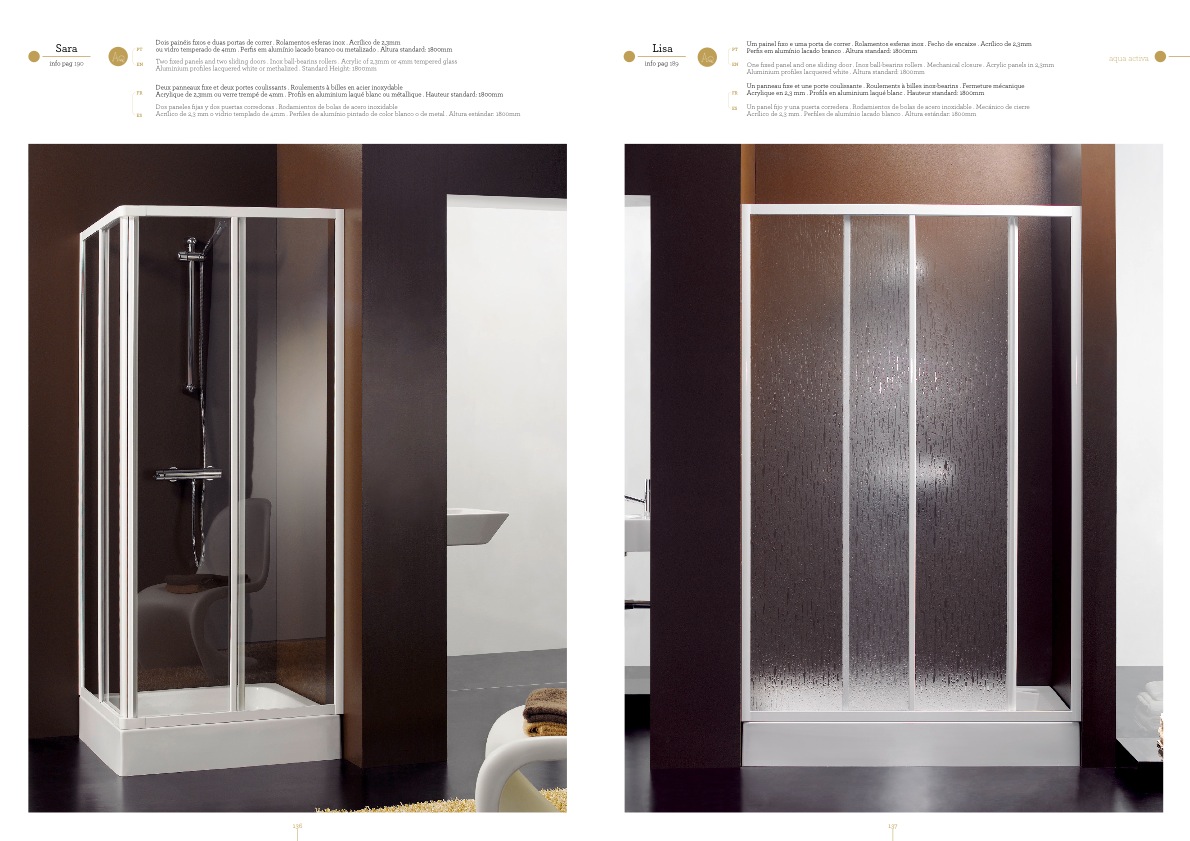 Sara
info pag 190
PT
Dois painéis fixos e duas portas de correr . Rolamentos esferas inox . Acrílico de 2,3mm
ou vidro temperado de 4mm . Perfis em alumínio lacado branco ou metalizado . Altura standard: 1800mm
EN
Two fixed panels and two sliding doors . Inox ball-bearins rollers . Acrylic of 2,3mm or 4mm tempered glass
Aluminium profiles lacquered white or methalized . Standard Height: 1800mm
FR
Deux panneaux fixe et deux portes coulissants . Roulements à billes en acier inoxydable
Acrylique de 2,3mm ou verre trempé de 4mm . Profils en aluminium laqué blanc ou métallique . Hauteur standard: 1800mm
ES
Dos paneles fijas y dos puertas corredoras . Rodamientos de bolas de acero inoxidable
Acrílico de 2,3 mm o vidrio templado de 4mm . Perfiles de aluminio pintado de color blanco o de metal . Altura estándar: 1800mm
136
Lisa
info pag 189
PT
Um painel fixo e uma porta de correr . Rolamentos esferas inox . Fecho de encaixe . Acrílico de 2,3mm
Perfis em alumínio lacado branco . Altura standard: 1800mm
EN
One fixed panel and one sliding door . Inox ball-bearins rollers . Mechanical closure . Acrylic panels in 2,3mm
Aluminium profiles lacquered white . Altura standard: 1800mm
FR
Un panneau fixe et une porte coulissante . Roulements à billes inox-bearins . Fermeture mécanique
Acrylique en 2,3 mm . Profilés en aluminium laqué blanc . Hauteur standard: 1800mm
ES
Un panel fijo y una puerta corredera . Rodamientos de bolas de acero inoxidable . Mecánico de cierre
Acrílico de 2,3 mm . Perfiles de aluminio lacado blanco . Altura estándar: 1800mm
aqua activa
137